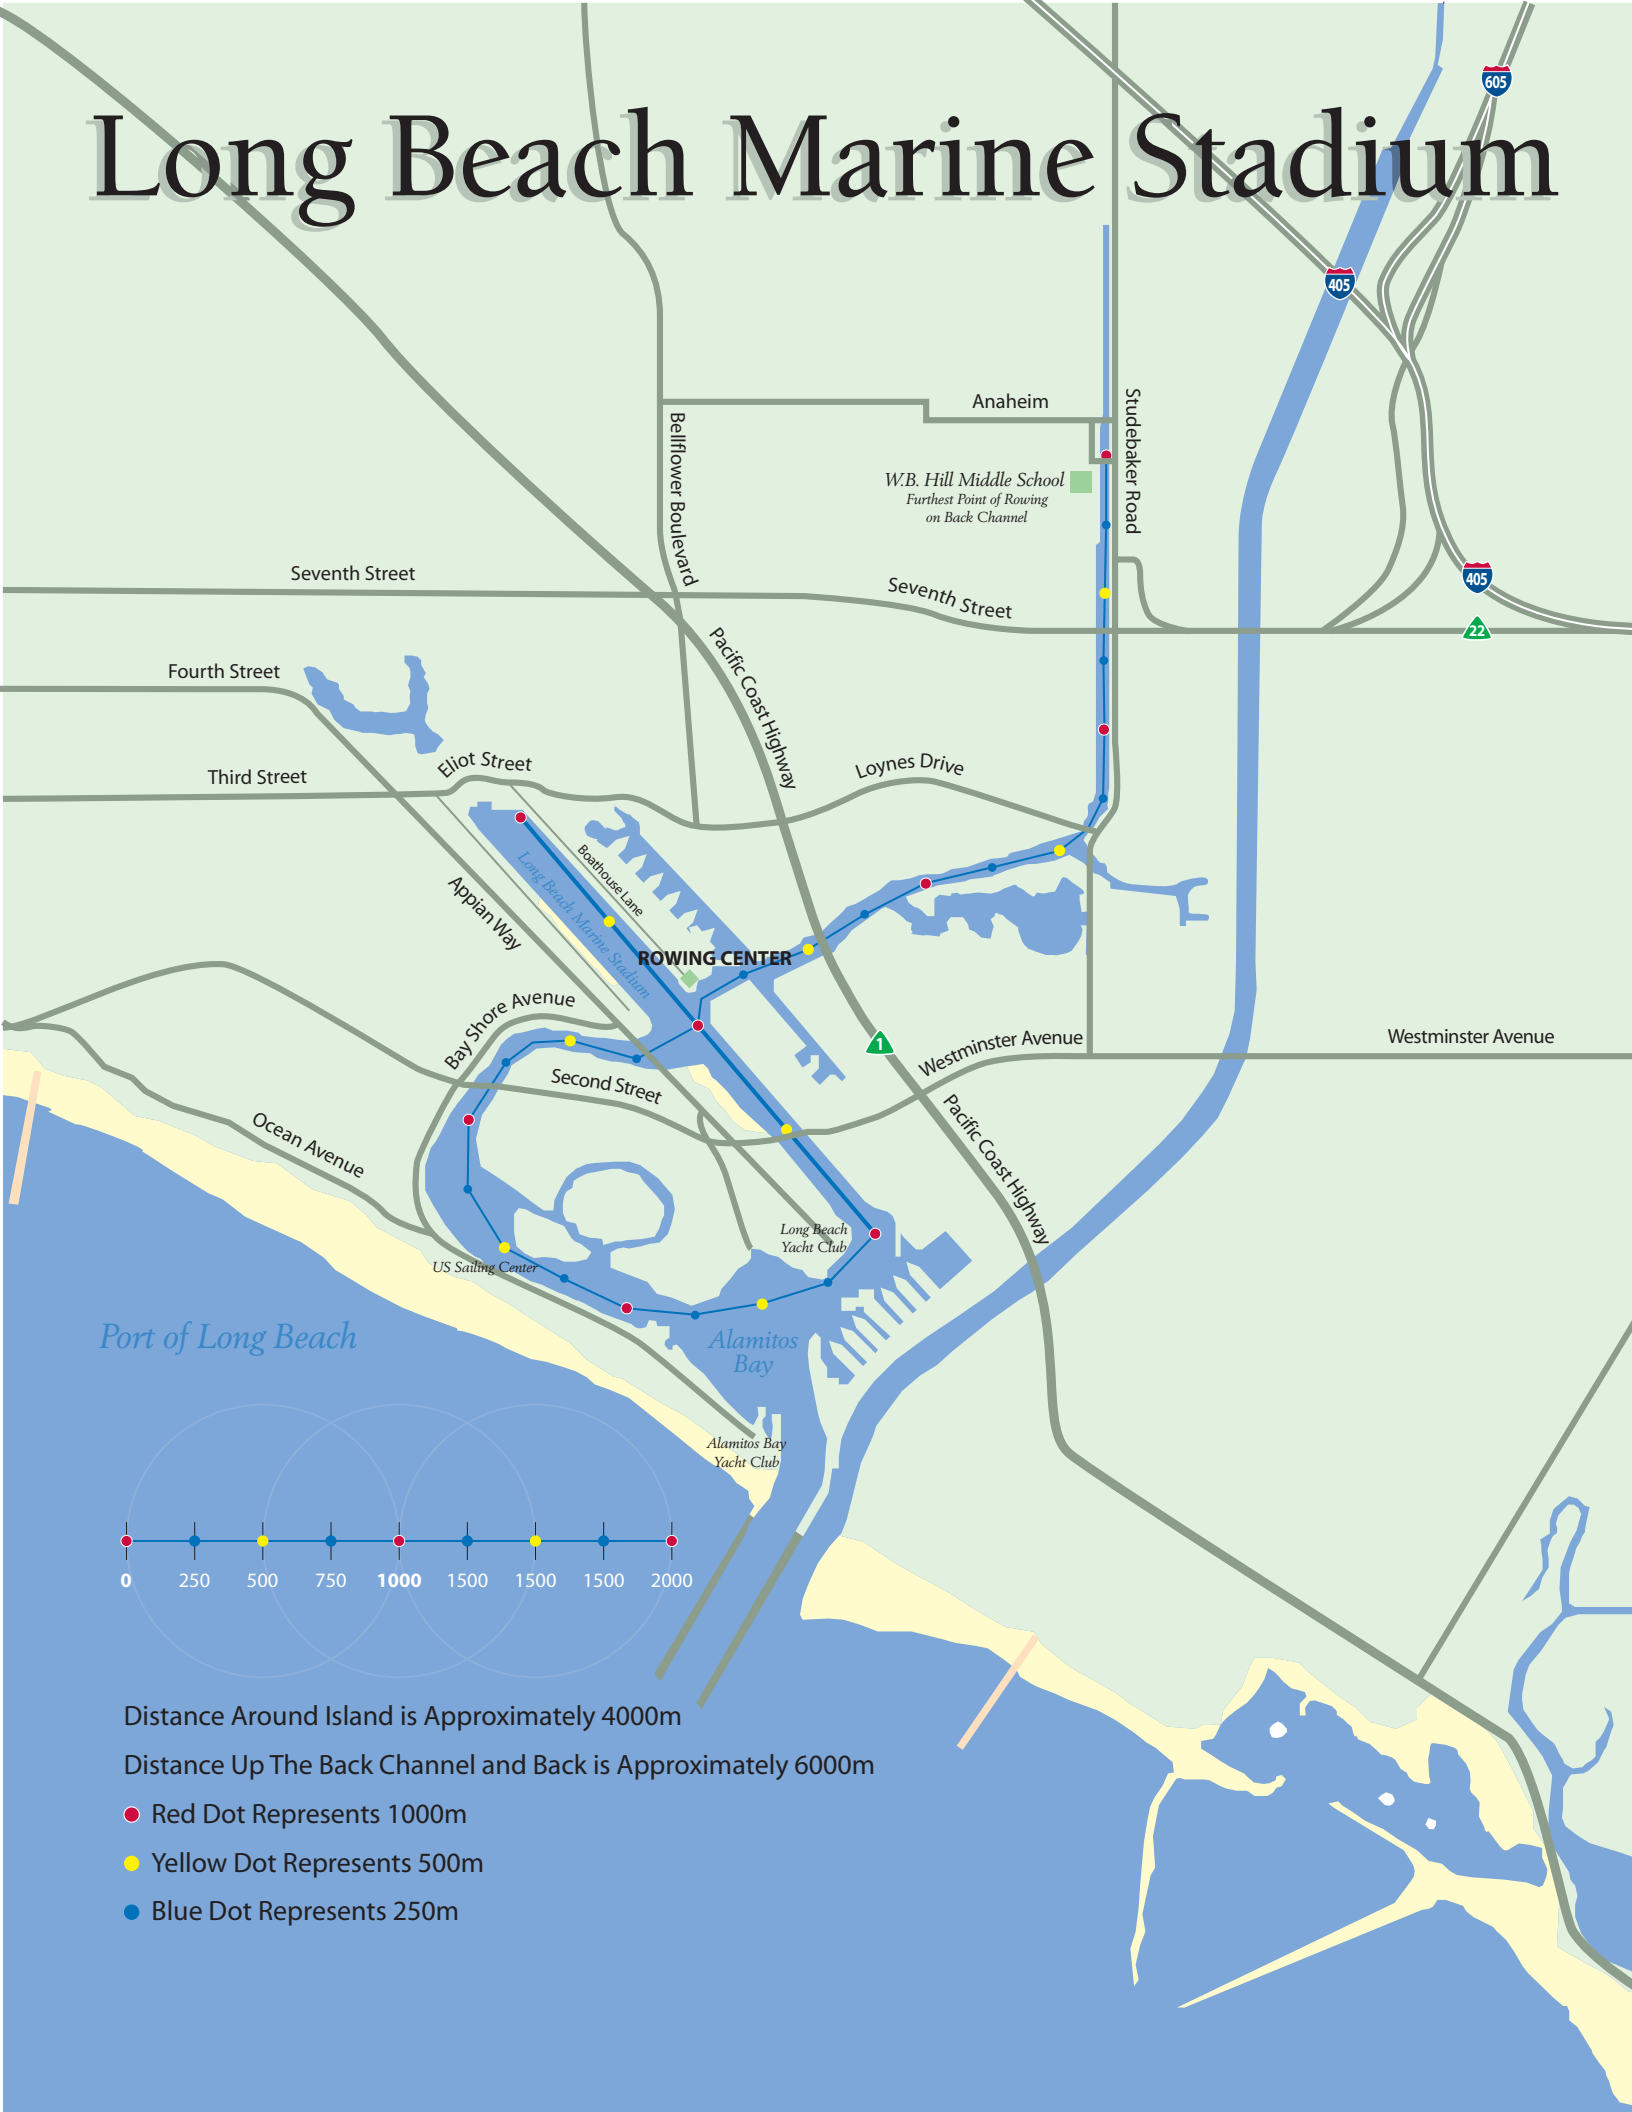 Long Beach Marine Stadium
605
405
Anaheim
Studebaker Road
Bellflower Boulevard
W.B. Hill Middle School
Furthest Point of Rowing
on Back Channel
Seventh Street
Seventh Street
405
22
Pacific Coast Highway
Fourth Street
Eliot Street
Third Street
Loynes Drive
Boathouse Lane
Long Beach Marine Stadium
Appian Way
ROWING CENTER
Bay Shore Avenue
1
Westminster Avenue
Westminster Avenue
Second Street
Pacific Coast Highway
Ocean Avenue
Long Beach
Yacht Club
US Sailing Center
Port of Long Beach
Alamitos
Bay
Alamitos Bay
Yacht Club
0 250 500 750 1000 1500 1500 1500 2000
Distance Around Island is Approximately 4000m
Distance Up The Back Channel and Back is Approximately 6000m
Red Dot Represents 1000m
Yellow Dot Represents 500m
Blue Dot Represents 250m